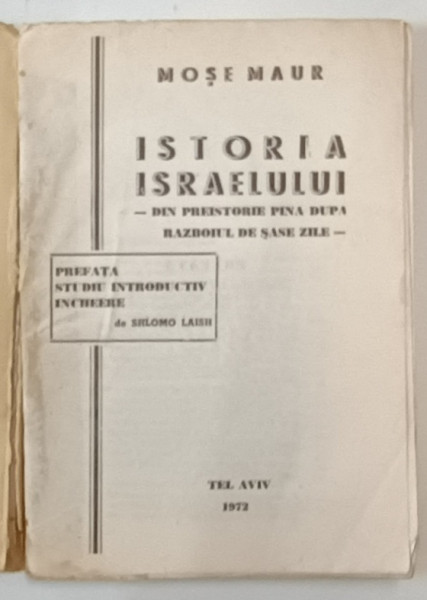 MOȘE MAUR
ISTORIA
ISRAELULUI
— DIN PREISTORIE PINA DUPA
RAZBOIUL DE ȘASE ZILE —
PREFAȚA
STUDIU INTRODUCTIV
INCHEERE
de SHLOMO LAISH
TEL AVIV
1972